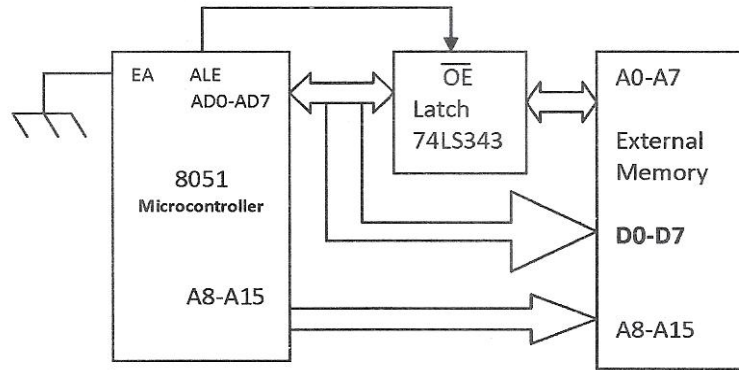 EA ALE
AD0-AD7
8051
Microcontroller
A8-A15
OE
Latch
74LS343
A0-A7
External
Memory
D0-D7
A8-A15